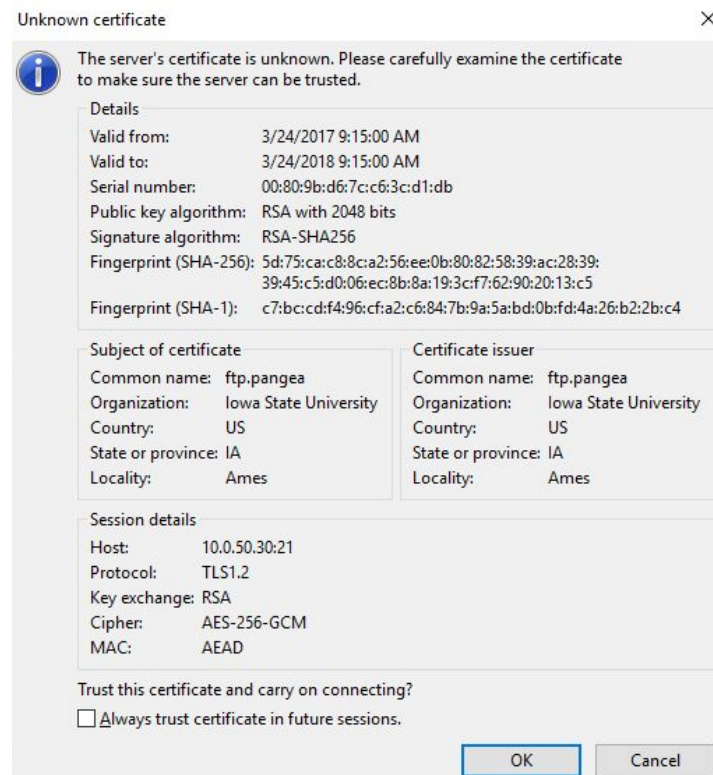 Unknown certificate
The server's certificate is unknown. Please carefully examine the certificate
to make sure the server can be trusted.
Details
Valid from: 3/24/2017 9:15:00 AM
Valid to: 3/24/2018 9:15:00 AM
Serial number: 00:80:9b:d6:7c:c6:3c:d1:db
Public key algorithm: RSA with 2048 bits
Signature algorithm: RSA-SHA256
Fingerprint (SHA-256): 5d:75:ca:c8:8c:a2:56:ee:0b:80:82:58:39:ac:28:39:
39:45:c5:d0:06:ec:8b:8a:19:3c:f7:62:90:20:13:c5
Fingerprint (SHA-1): c7:bc:cd:f4:96:cf:a2:c6:84:7b:9a:5a:bd:0b:fd:4a:26:b2:2b:c4
Subject of certificate
Common name: ftp.pangea
Organization: Iowa State University
Country: US
State or province: IA
Locality: Ames
Certificate issuer
Common name: ftp.pangea
Organization: Iowa State University
Country: US
State or province: IA
Locality: Ames
Session details
Host: 10.0.50.30:21
Protocol: TLS1.2
Key exchange: RSA
Cipher: AES-256-GCM
MAC: AEAD
Trust this certificate and carry on connecting?
Always trust certificate in future sessions.
OK Cancel